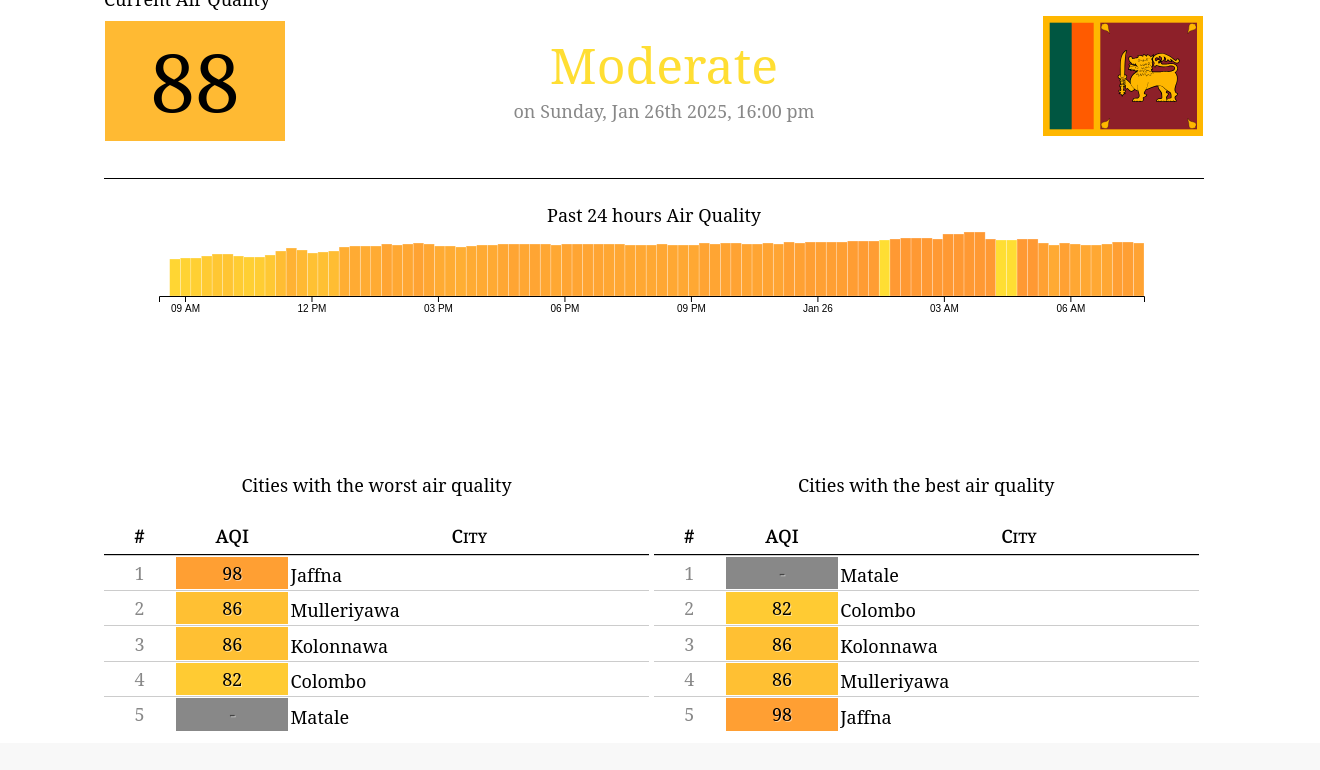 Current Air Quality
88
Moderate
on Sunday, Jan 26th 2025, 16:00 pm
Past 24 hours Air Quality
09 AM 12 PM 03 PM 06 PM 09 PM Jan 26 03 AM 06 AM
Cities with the worst air quality
# AQI City
1 98 Jaffna
2 86 Mulleriyawa
3 86 Kolonnawa
4 82 Colombo
5 - Matale
Cities with the best air quality
# AQI City
1 - Matale
2 82 Colombo
3 86 Kolonnawa
4 86 Mulleriyawa
5 98 Jaffna